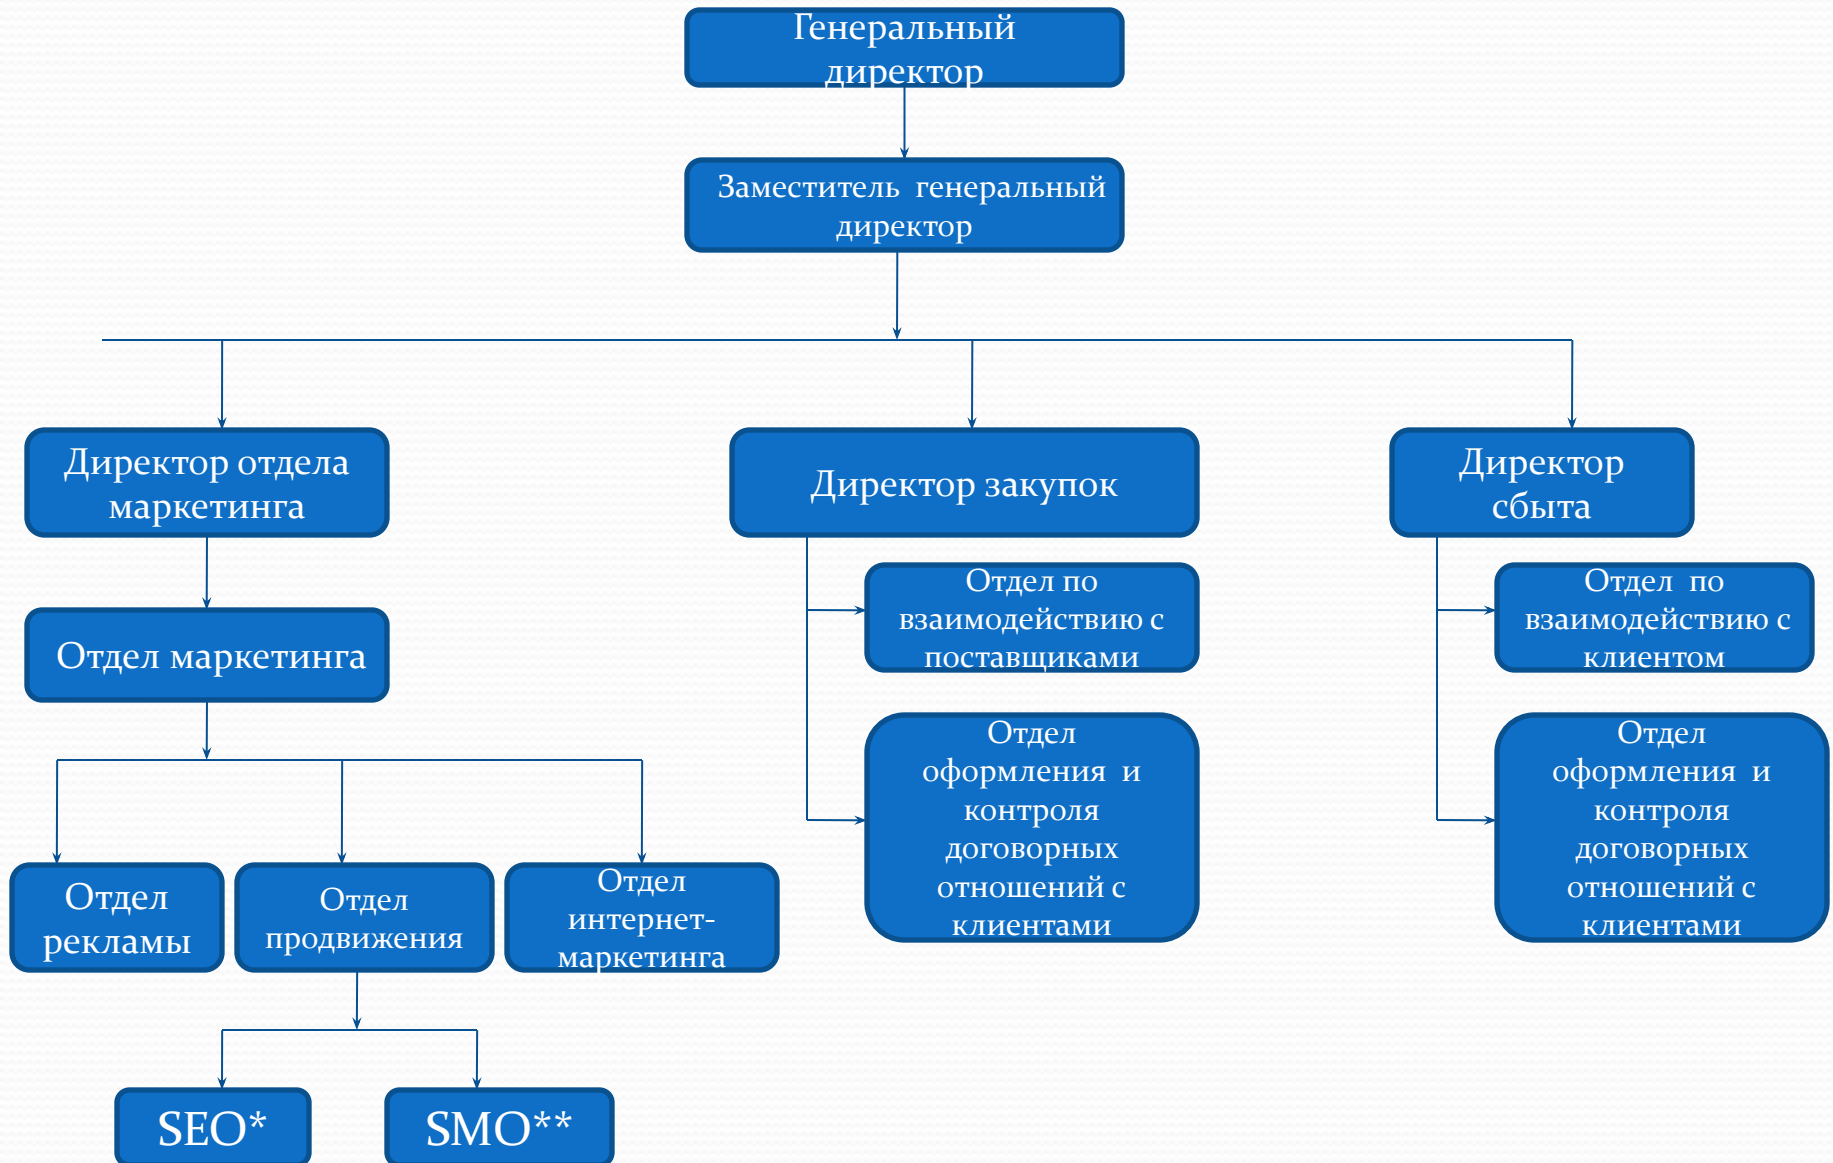 Генеральный
директор
Заместитель генеральный
директор
Директор отдела
маркетинга
Директор закупок
Директор
сбыта
Отдел по
взаимодействию с
поставщиками
Отдел по
взаимодействию с
клиентом
Отдел маркетинга
Отдел
оформления и
контроля
договорных
отношений с
клиентами
Отдел
оформления и
контроля
договорных
отношений с
клиентами
Отдел
рекламы
Отдел
продвижения
Отдел
интернет-
маркетинга
SEO*
SMO**